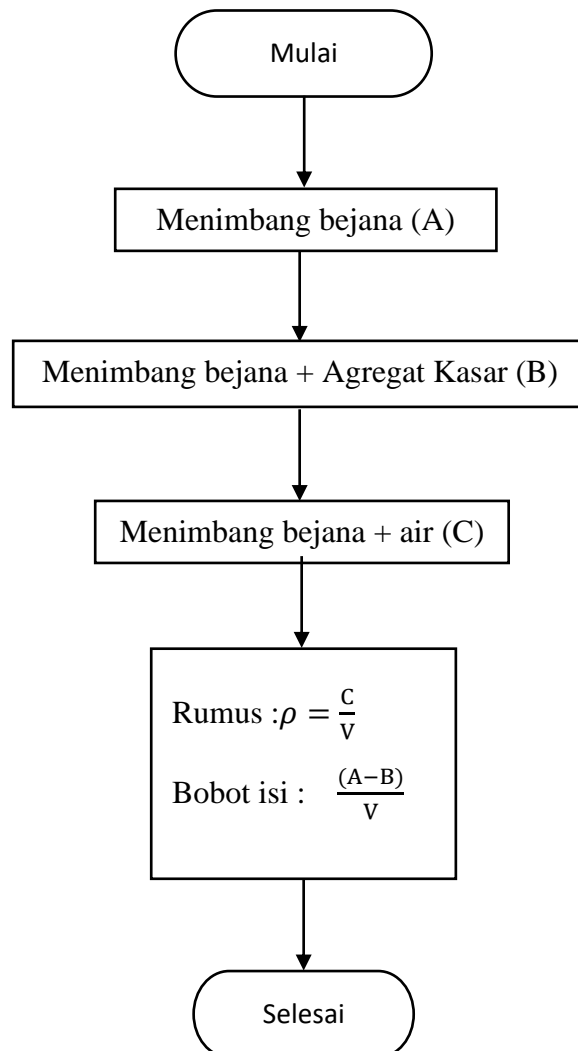 Mulai
Menimbang bejana (A)
Menimbang bejana + Agregat Kasar (B)
Menimbang bejana + air (C)
Rumus :𝜌 = C/V
Bobot isi : (A−B)/V
Selesai